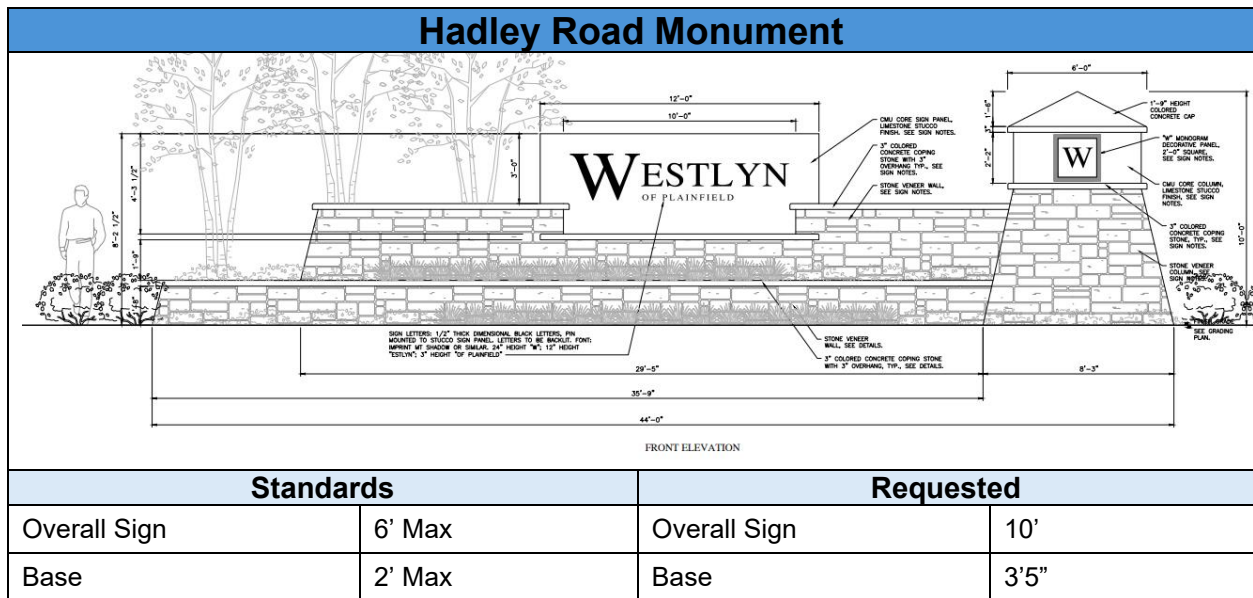 Hadley Road Monument
6'-0"
12'-0"
10'-0"
1'-6"
3"
2'-2"
1'-9" HEIGHT
COLORED
CONCRETE CAP
"W" MONOGRAM
DECORATIVE PANEL,
2'-0" SQUARE,
SEE SIGN NOTES.
CMU CORE COLUMN,
LIMESTONE STUCCO
FINISH, SEE SIGN
NOTES.
3" COLORED
CONCRETE COPING
STONE, TYP., SEE
SIGN NOTES.
STONE VENEER
COLUMN, SEE
SIGN NOTES.
10'-0"
CMU CORE SIGN PANEL,
LIMESTONE STUCCO
FINISH. SEE SIGN NOTES.
3" COLORED
CONCRETE COPING
STONE WITH 3"
OVERHANG TYP., SEE
SIGN NOTES.
STONE VENEER WALL,
SEE SIGN NOTES.
3'-0"
4'-3 1/2"
8'-2 1/2"
1'-9"
WESTLYN
OF PLAINFIELD
W
SEE GRADING
PLAN.
SIGN LETTERS: 1/2" THICK DIMENSIONAL BLACK LETTERS, PIN
MOUNTED TO STUCCO SIGN PANEL. LETTERS TO BE BACKLIT. FONT:
IMPRINT MT SHADOW OR SIMILAR. 24" HEIGHT "W"; 12" HEIGHT
"ESTLYN"; 3" HEIGHT "OF PLAINFIELD"
STONE VENEER
WALL, SEE DETAILS.
3" COLORED CONCRETE COPING STONE
WITH 3" OVERHANG, TYP., SEE DETAILS.
29'-5"
8'-3"
35'-9"
44'-0"
FRONT ELEVATION
Standards Requested
Overall Sign 6’ Max Overall Sign 10’
Base 2’ Max Base 3’5”